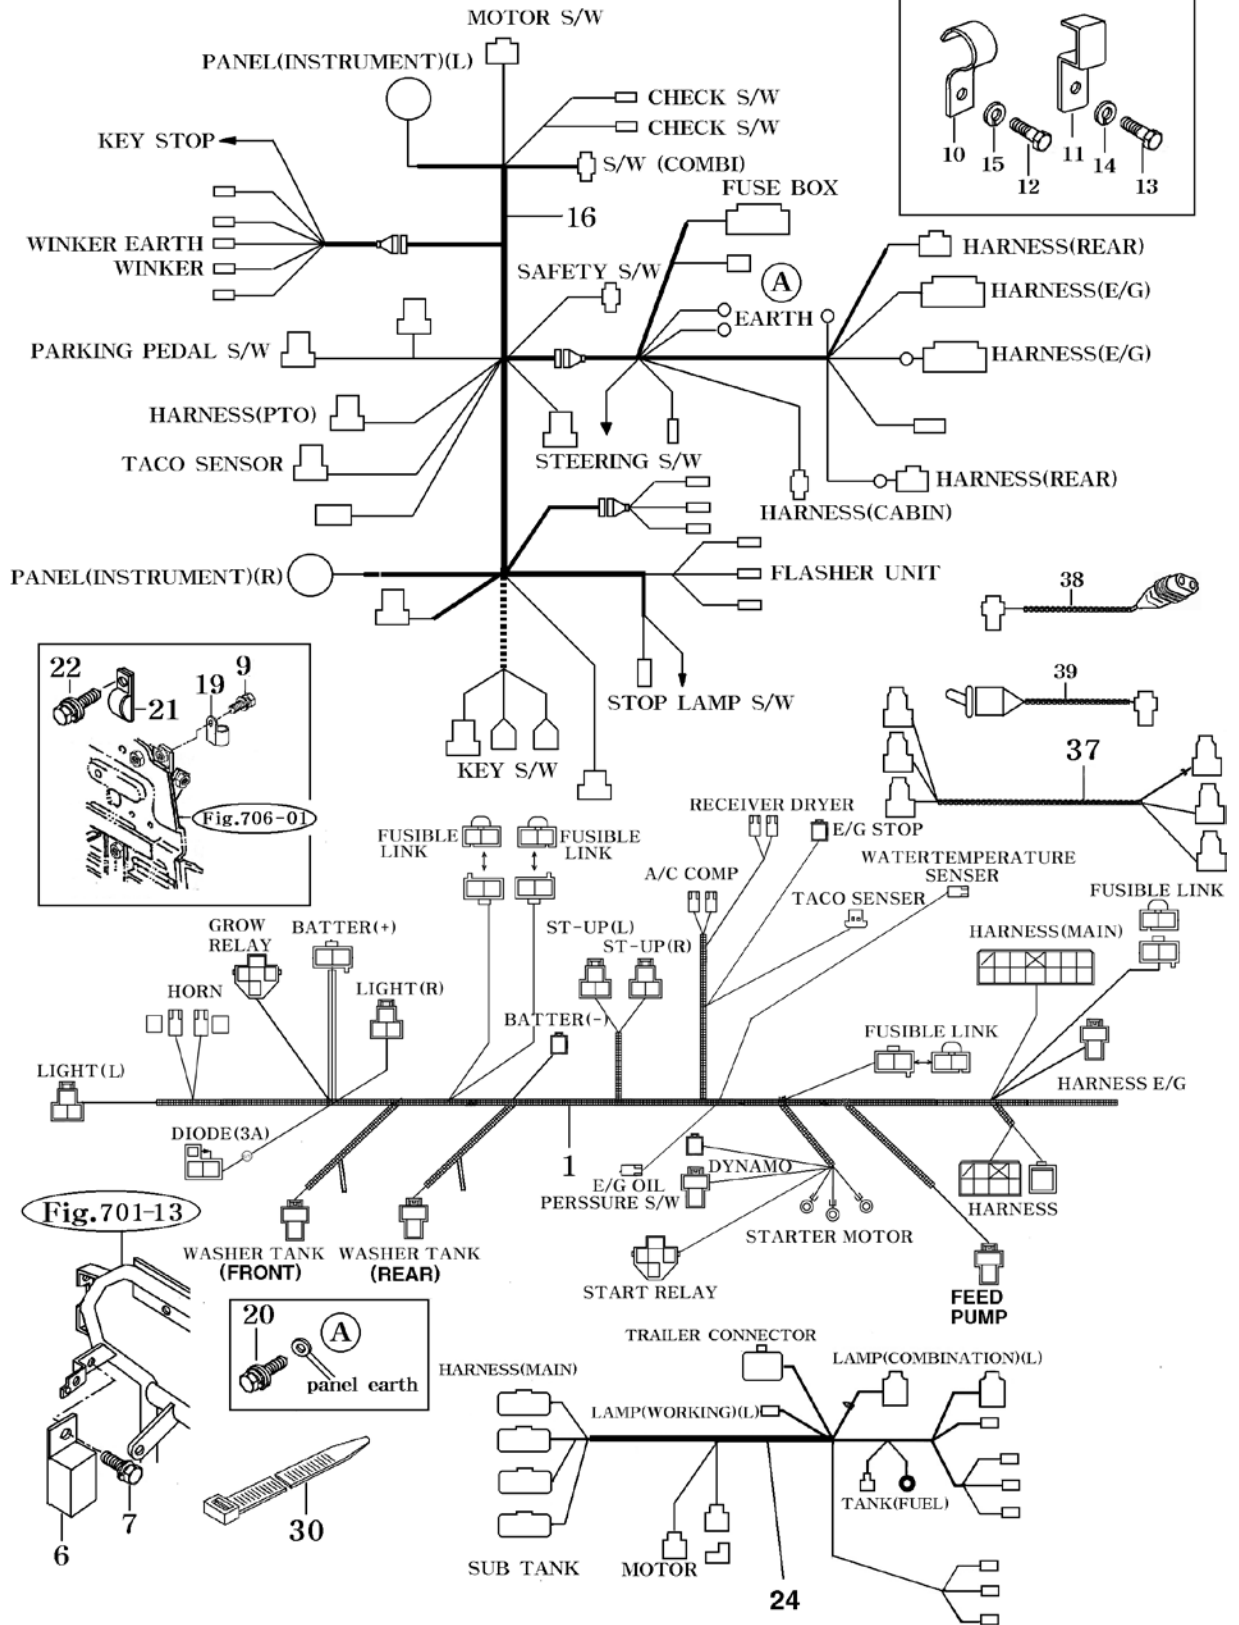 MOTOR S/W
PANEL(INSTRUMENT)(L)
CHECK S/W
CHECK S/W
KEY STOP
S/W (COMBI)
10
15
12
11
14
13
FUSE BOX
16
WINKER EARTH
WINKER
SAFETY S/W
A
EARTH
HARNESS(REAR)
HARNESS(E/G)
PARKING PEDAL S/W
HARNESS(E/G)
HARNESS(PTO)
TACO SENSOR
STEERING S/W
HARNESS(REAR)
HARNESS(CABIN)
PANEL(INSTRUMENT)(R)
FLASHER UNIT
38
22
21
19
9
39
STOP LAMP S/W
37
KEY S/W
Fig.706-01
FUSIBLE
LINK
FUSIBLE
LINK
RECEIVER DRYER
E/G STOP
WATERTEMPERATURE
SENSER
A/C COMP
TACO SENSER
FUSIBLE LINK
GROW
RELAY
BATTER(+)
ST-UP(L)
ST-UP(R)
HARNESS(MAIN)
HORN
LIGHT(R)
BATTER(-)
FUSIBLE LINK
LIGHT(L)
HARNESS E/G
DIODE(3A)
1
E/G OIL
PERSSURE S/W
DYNAMO
HARNESS
Fig.701-13
WASHER TANK
(FRONT)
WASHER TANK
(REAR)
STARTER MOTOR
START RELAY
FEED
PUMP
20
A
panel earth
TRAILER CONNECTOR
HARNESS(MAIN)
LAMP(COMBINATION)(L)
LAMP(WORKING)(L)
TANK(FUEL)
6
7
30
SUB TANK
MOTOR
24